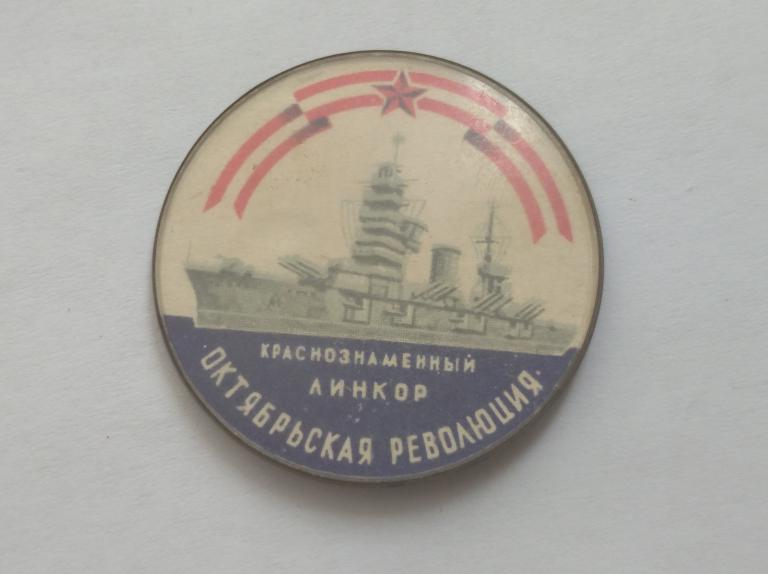 КРАСНОЗНАМЕННЫЙ
ЛИНКОР
ОКТЯБРЬСКАЯ РЕВОЛЮЦИЯ